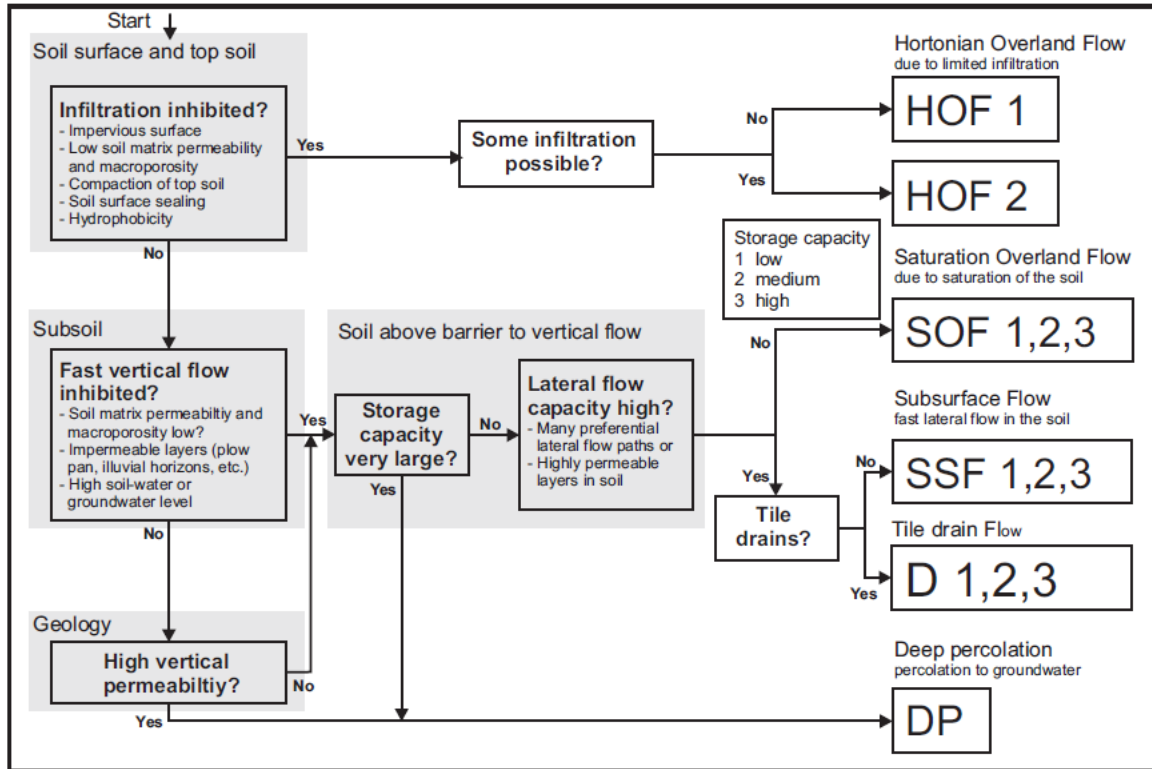 Start
Soil surface and top soil
Infiltration inhibited?
- Impervious surface
- Low soil matrix permeability
and macroporosity
- Compaction of top soil
- Soil surface sealing
- Hydrophobicity
Yes
No
Some infiltration
possible?
No
Yes
Hortonian Overland Flow
due to limited infiltration
HOF 1
HOF 2
Storage capacity
1 low
2 medium
3 high
Saturation Overland Flow
due to saturation of the soil
SOF 1,2,3
Subsoil
Fast vertical flow
inhibited?
- Soil matrix permeabiltiy and
macroporosity low?
- Impermeable layers (plow
pan, illuvial horizons, etc.)
- High soil-water or
groundwater level
Yes
No
Soil above barrier to vertical flow
Storage
capacity
very large?
No
Yes
Lateral flow
capacity high?
- Many preferential
lateral flow paths or
- Highly permeable
layers in soil
No
Yes
Tile
drains?
No
Yes
Subsurface Flow
fast lateral flow in the soil
SSF 1,2,3
Tile drain Flow
D 1,2,3
Geology
High vertical
permeabiltiy?
No
Yes
Deep percolation
percolation to groundwater
DP